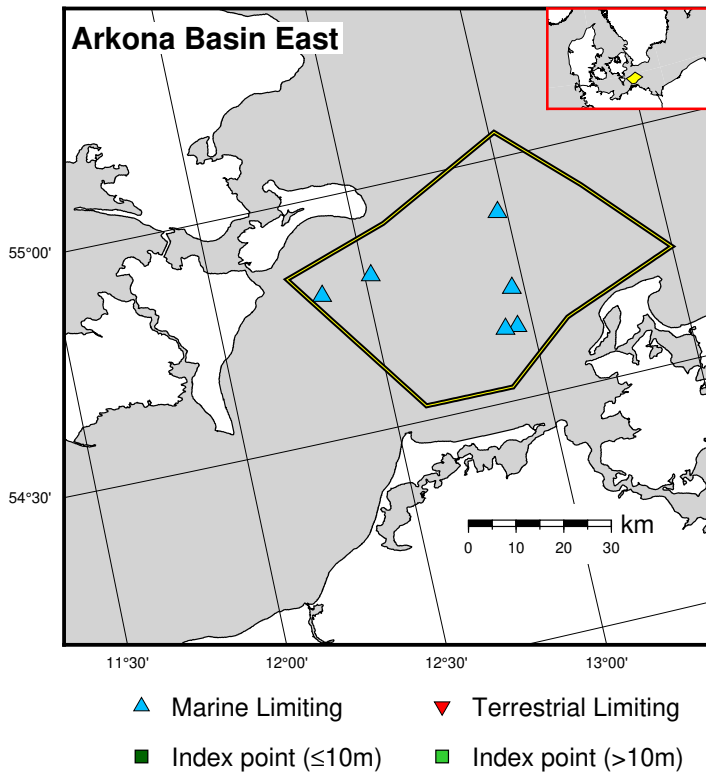 Arkona Basin East
55°00'
54°30'
km
0 10 20 30
11°30' 12°00' 12°30' 13°00'
Marine Limiting Terrestrial Limiting
Index point (≤10m) Index point (>10m)